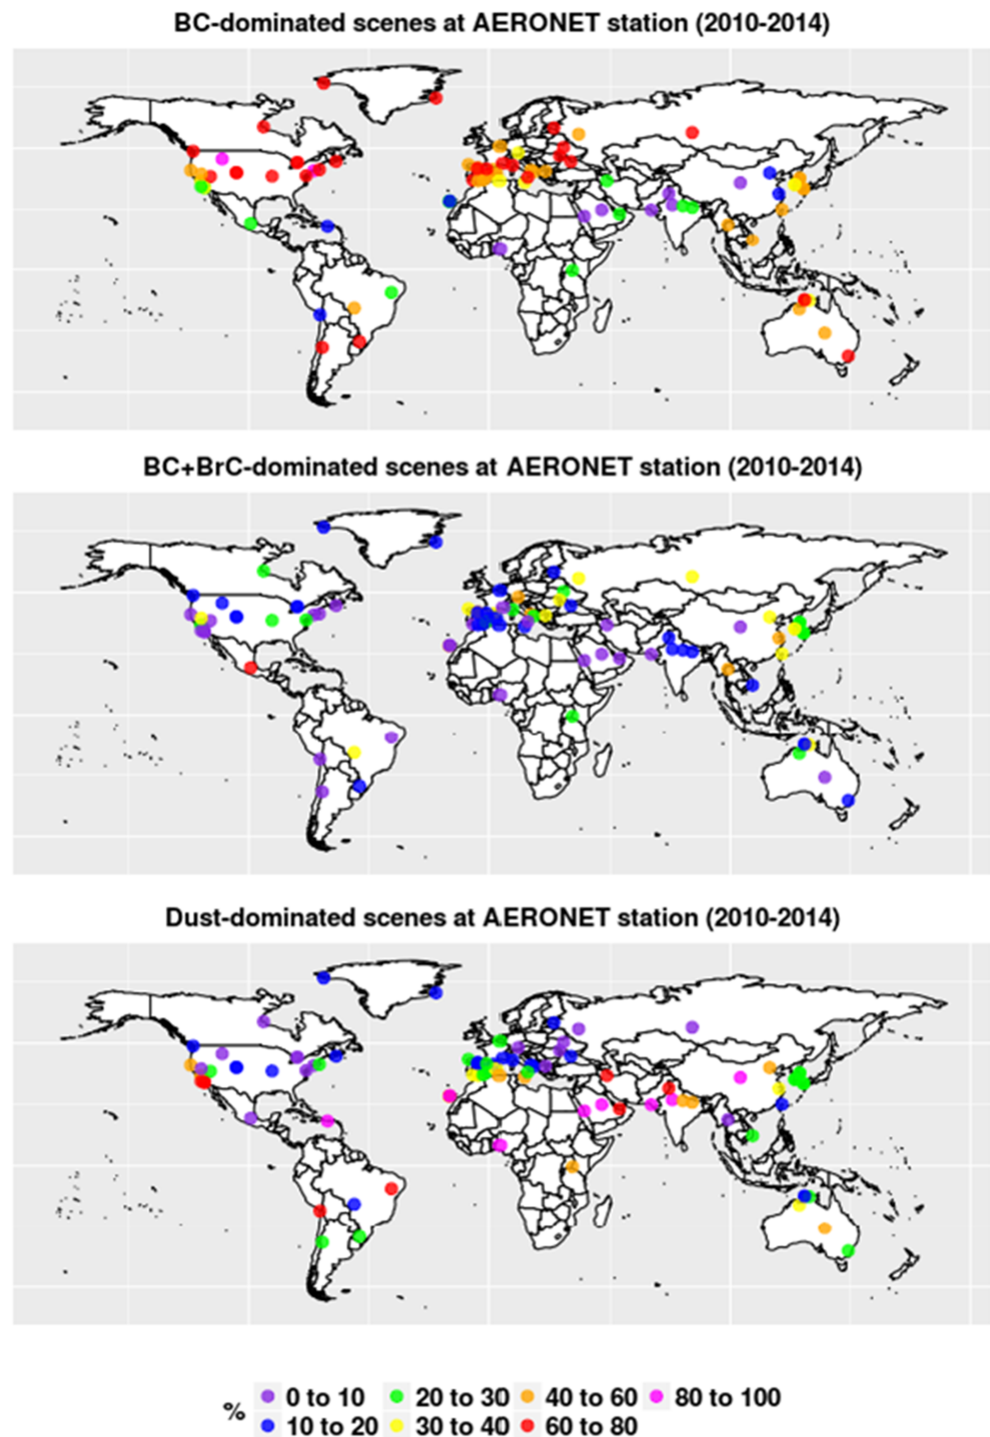 BC-dominated scenes at AERONET station (2010-2014)
BC+BrC-dominated scenes at AERONET station (2010-2014)
Dust-dominated scenes at AERONET station (2010-2014)
% 0 to 10 20 to 30 40 to 60 80 to 100
10 to 20 30 to 40 60 to 80